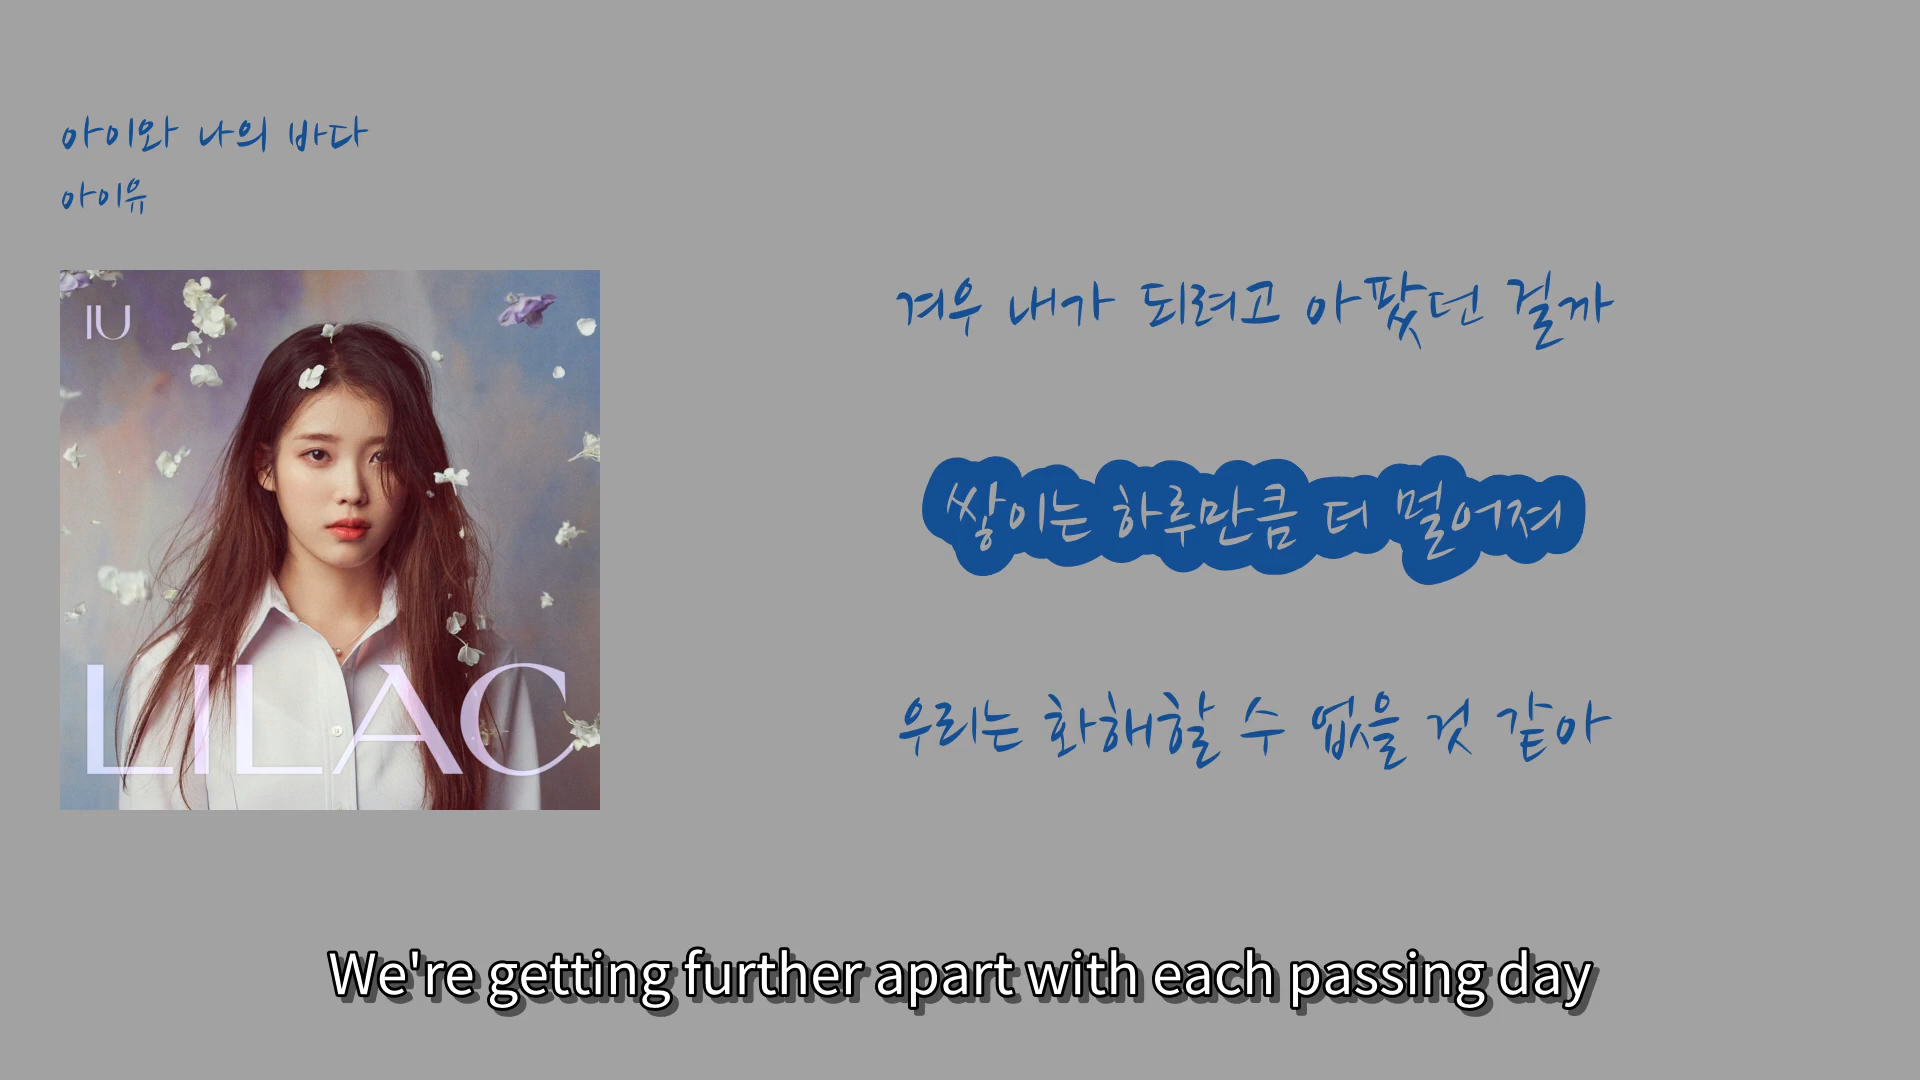 아이와 나의 바다
아이유
IU
LILAC
겨우 내가 되려고 아팠던 걸까
쌓이는 하루만큼 더 멀어져
우리는 화해할 수 없을 것 같아
We're getting further apart with each passing day